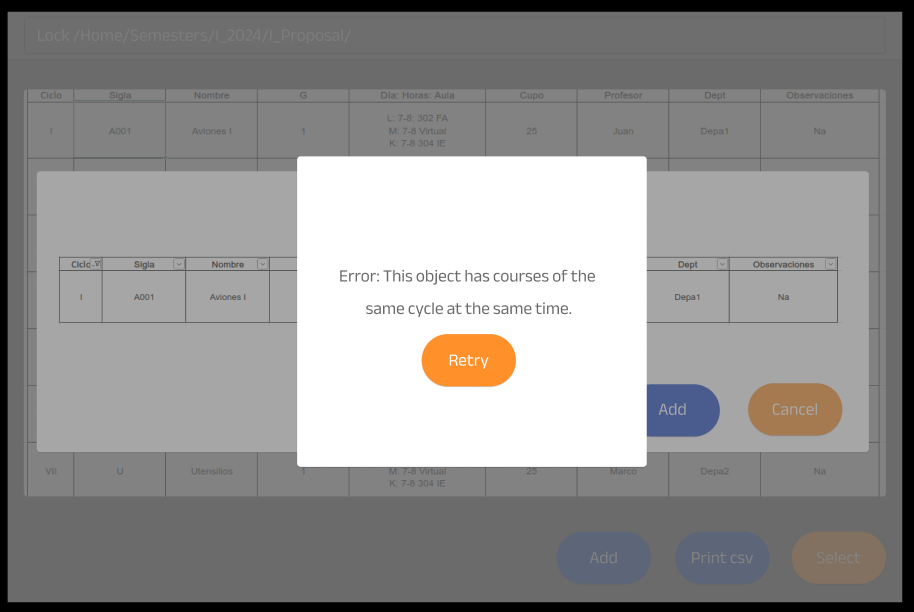 Lock /Home/Semesters/I_2024/I_Proposal/
Ciclo Sigla Nombre G Día: Horas: Aula Cupo Profesor Dept Observaciones
L: 7-8: 302 FA
I A001 Aviones I 1 M: 7-8 Virtual 25 Juan Depa1 Na
K: 7-8 304 IE
Ciclo Sigla Nombre Dept Observaciones
I A001 Aviones I Depa1 Na
Error: This object has courses of the
same cycle at the same time.
Retry
Add Cancel
VII U Utensilios 1 M: 7-8 Virtual 25 Marco Depa2 Na
K: 7-8 304 IE
Add Print csv Select